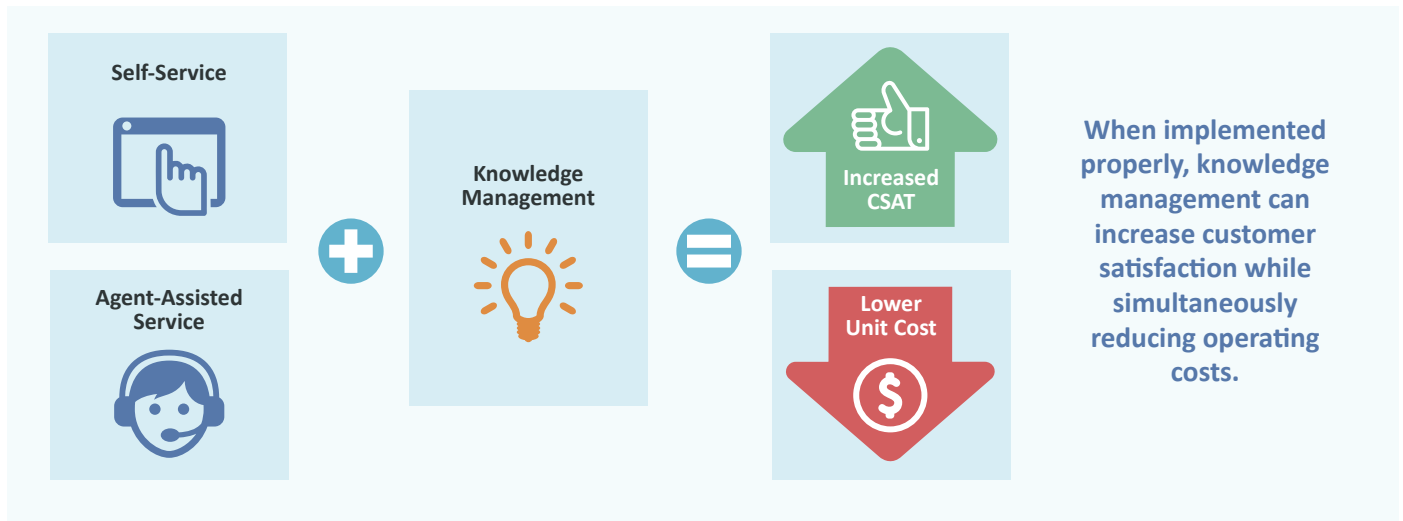 Self-Service
Agent-Assisted
Service
Knowledge
Management
Increased
CSAT
Lower
Unit Cost
$
When implemented
properly, knowledge
management can
increase customer
satisfaction while
simultaneously
reducing operating
costs.